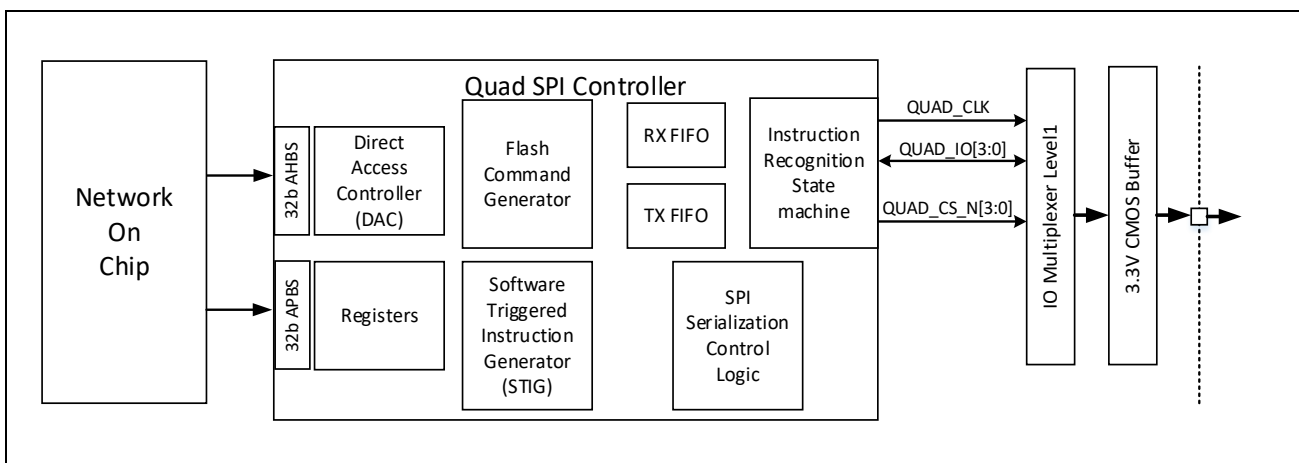 Network
On
Chip
Quad SPI Controller
32b AHBS
Direct
Access
Controller
(DAC)
Flash
Command
Generator
RX FIFO
TX FIFO
Instruction
Recognition
State
machine
32b APBS
Registers
Software
Triggered
Instruction
Generator
(STIG)
SPI
Serialization
Control
Logic
QUAD_CLK
QUAD_IO[3:0]
QUAD_CS_N[3:0]
IO Multiplexer Level1
3.3V CMOS Buffer